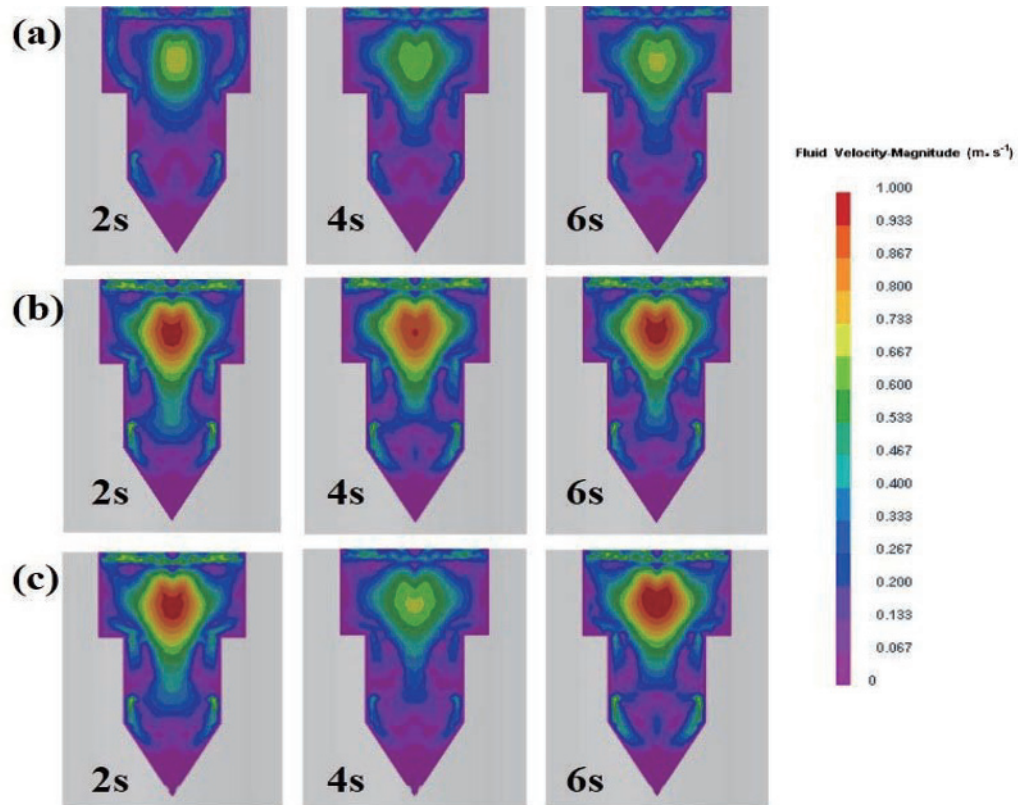 (a)
2s
4s
6s
(b)
2s
4s
6s
(c)
2s
4s
6s
Fluid Velocity-Magnitude (m·s⁻¹)
1.000
0.933
0.867
0.800
0.733
0.667
0.600
0.533
0.467
0.400
0.333
0.267
0.200
0.133
0.067
0